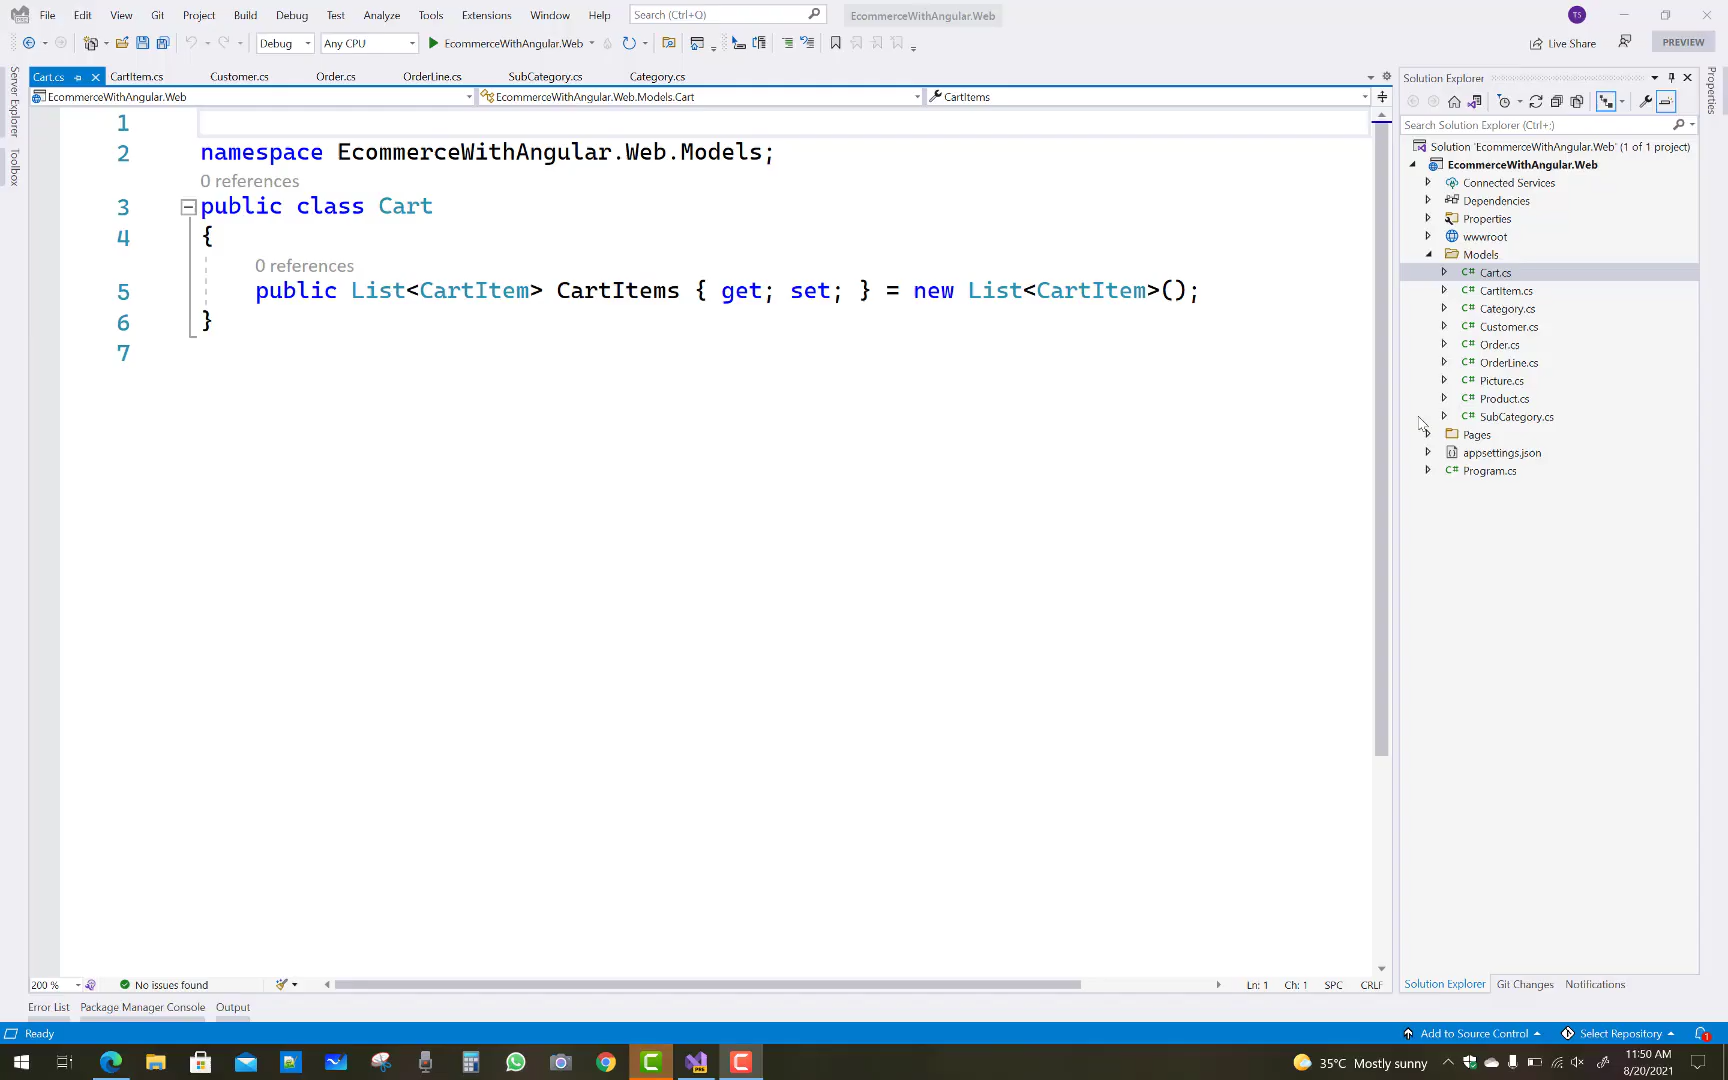 File Edit View Git Project Build Debug Test Analyze Tools Extensions Window Help Search (Ctrl+Q) EcommerceWithAngular.Web TS
Debug Any CPU EcommerceWithAngular.Web Live Share PREVIEW
Cart.cs CartItem.cs Customer.cs Order.cs OrderLine.cs SubCategory.cs Category.cs
EcommerceWithAngular.Web EcommerceWithAngular.Web.Models.Cart CartItems
Server Explorer
Toolbox
1
2 namespace EcommerceWithAngular.Web.Models;
0 references
3 public class Cart
4 {
0 references
5 public List<CartItem> CartItems { get; set; } = new List<CartItem>();
6 }
7
200 % No issues found Ln: 1 Ch: 1 SPC CRLF
Error List Package Manager Console Output
Solution Explorer
Search Solution Explorer (Ctrl+;)
Solution 'EcommerceWithAngular.Web' (1 of 1 project)
EcommerceWithAngular.Web
Connected Services
Dependencies
Properties
wwwroot
Models
C# Cart.cs
C# CartItem.cs
C# Category.cs
C# Customer.cs
C# Order.cs
C# OrderLine.cs
C# Picture.cs
C# Product.cs
C# SubCategory.cs
Pages
appsettings.json
C# Program.cs
Solution Explorer Git Changes Notifications
Properties
Ready Add to Source Control Select Repository 1
35°C Mostly sunny 11:50 AM
8/20/2021